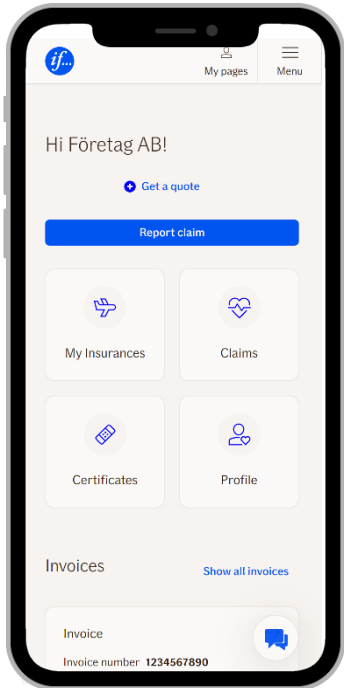 if...
My pages
Menu
Hi Företag AB!
Get a quote
Report claim
My Insurances
Claims
Certificates
Profile
Invoices
Show all invoices
Invoice
Invoice number 1234567890